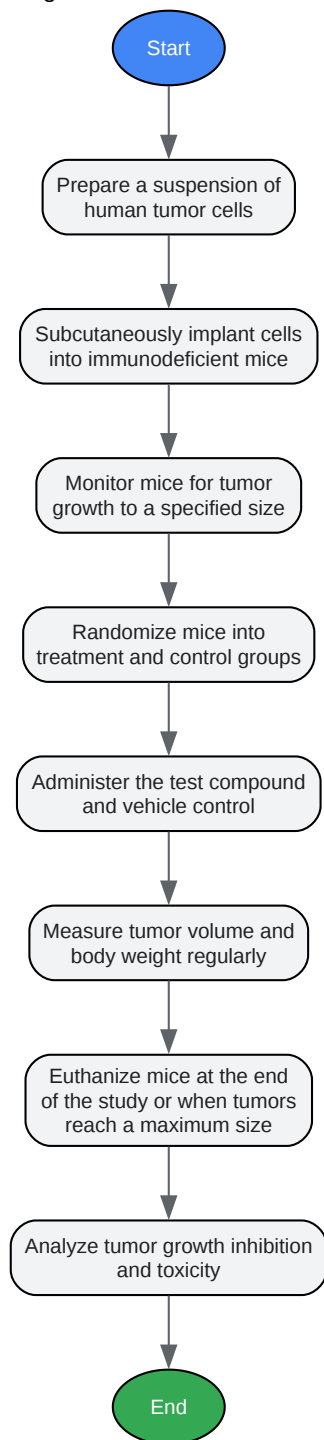 Start
Prepare a suspension of
human tumor cells
Subcutaneously implant cells
into immunodeficient mice
Monitor mice for tumor
growth to a specified size
Randomize mice into
treatment and control groups
Administer the test compound
and vehicle control
Measure tumor volume and
body weight regularly
Euthanize mice at the end
of the study or when tumors
reach a maximum size
Analyze tumor growth inhibition
and toxicity
End